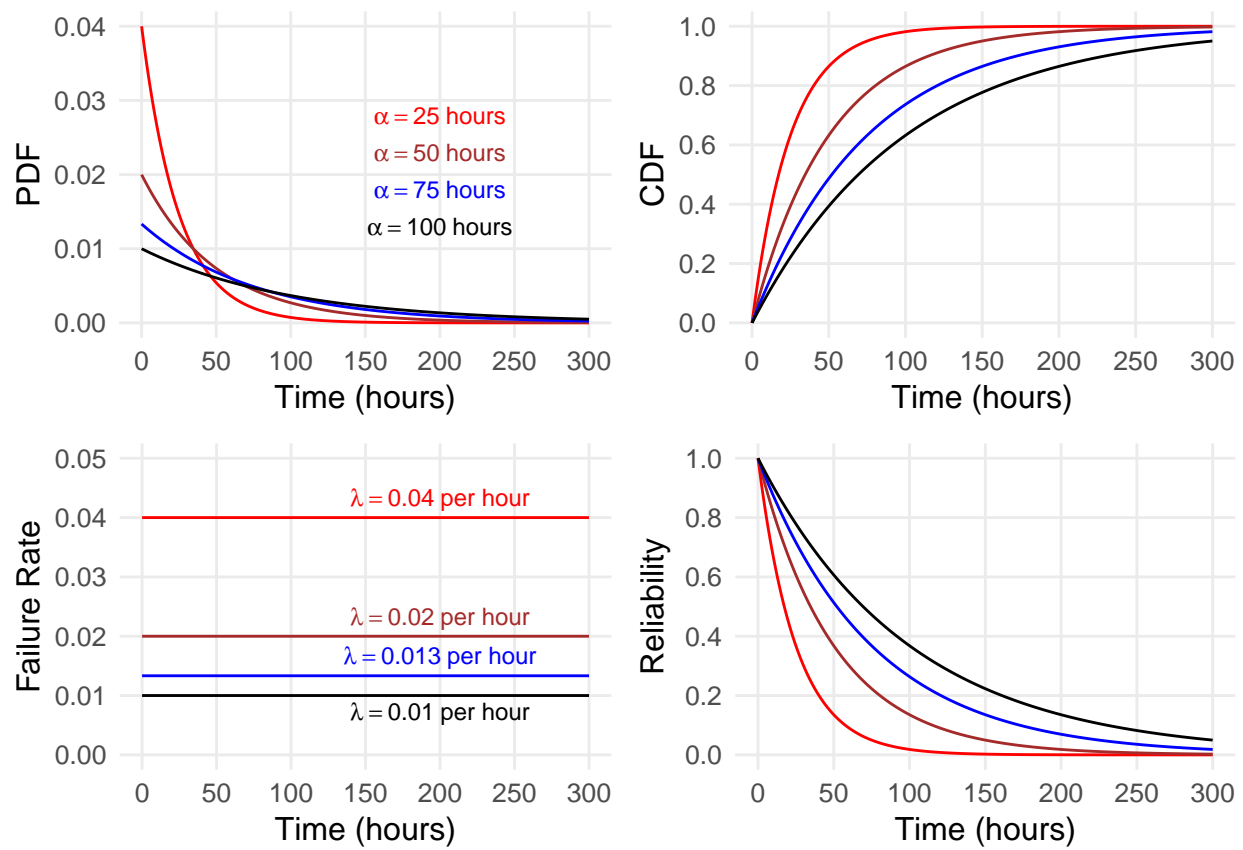 0.04
0.03
0.02
0.01
0.00
PDF
α = 25 hours
α = 50 hours
α = 75 hours
α = 100 hours
0 50 100 150 200 250 300
Time (hours)
1.0
0.8
0.6
0.4
0.2
0.0
CDF
0 50 100 150 200 250 300
Time (hours)
0.05
0.04
0.03
0.02
0.01
0.00
Failure Rate
λ = 0.04 per hour
λ = 0.02 per hour
λ = 0.013 per hour
λ = 0.01 per hour
0 50 100 150 200 250 300
Time (hours)
1.0
0.8
0.6
0.4
0.2
0.0
Reliability
0 50 100 150 200 250 300
Time (hours)